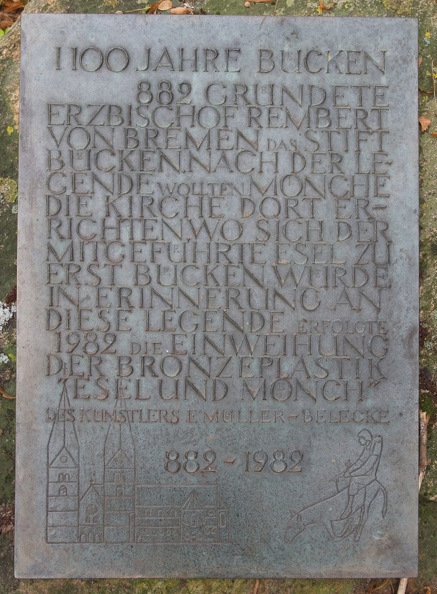 1100 JAHRE BÜCKEN
882 GRÜNDETE
ERZBISCHOF REMBERT
VON BREMEN DAS STIFT
BÜCKEN. NACH DER LE-
GENDE WOLLTEN MÖNCHE
DIE KIRCHE DORT ER-
RICHTEN, WO SICH DER
MITGEFÜHRTE ESEL ZU
ERST BÜCKEN WÜRDE
IN ERINNERUNG AN
DIESE LEGENDE ERFOLGTE
1982 DIE EINWEIHUNG
DER BRONZEPLASTIK
"ESEL UND MÖNCH"
DES KÜNSTLERS E. MÜLLER-BELECKE
882 - 1982